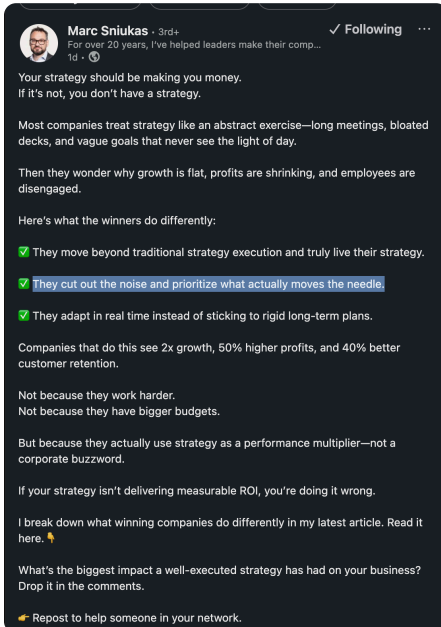 Marc Sniukas · 3rd+
✓ Following ···
For over 20 years, I've helped leaders make their comp...
1d ·
Your strategy should be making you money.
If it's not, you don't have a strategy.
Most companies treat strategy like an abstract exercise—long meetings, bloated
decks, and vague goals that never see the light of day.
Then they wonder why growth is flat, profits are shrinking, and employees are
disengaged.
Here's what the winners do differently:
✅ They move beyond traditional strategy execution and truly live their strategy.
✅ They cut out the noise and prioritize what actually moves the needle.
✅ They adapt in real time instead of sticking to rigid long-term plans.
Companies that do this see 2x growth, 50% higher profits, and 40% better
customer retention.
Not because they work harder.
Not because they have bigger budgets.
But because they actually use strategy as a performance multiplier—not a
corporate buzzword.
If your strategy isn't delivering measurable ROI, you're doing it wrong.
I break down what winning companies do differently in my latest article. Read it
here.👇
What's the biggest impact a well-executed strategy has had on your business?
Drop it in the comments.
👉 Repost to help someone in your network.